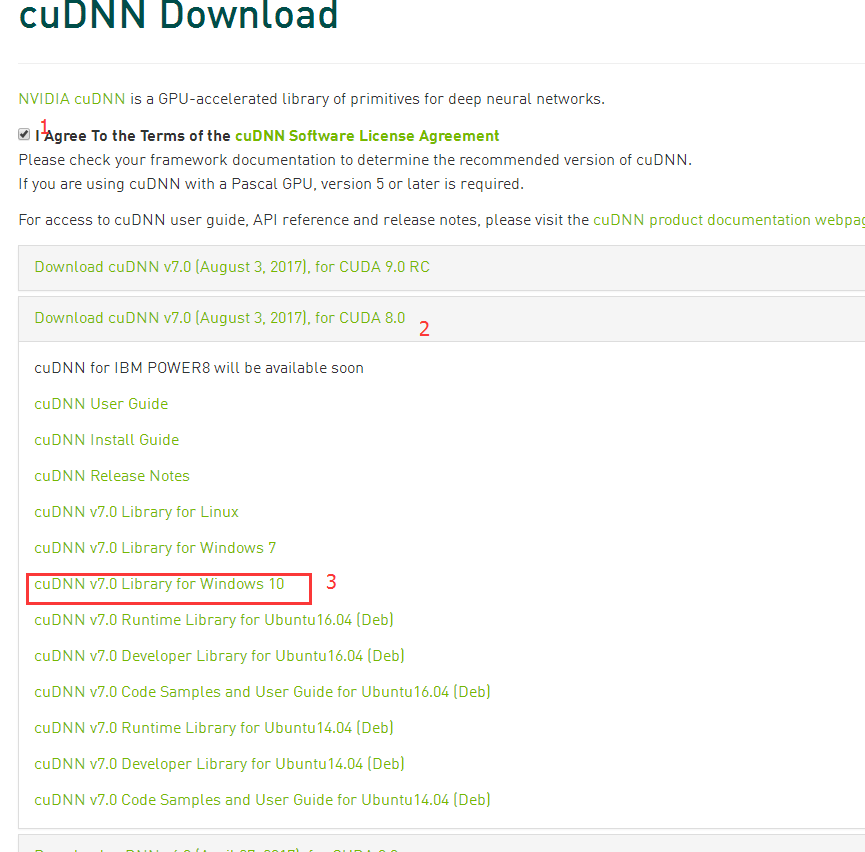 cuDNN Download
NVIDIA cuDNN is a GPU-accelerated library of primitives for deep neural networks.
1
I Agree To the Terms of the cuDNN Software License Agreement
Please check your framework documentation to determine the recommended version of cuDNN.
If you are using cuDNN with a Pascal GPU, version 5 or later is required.
For access to cuDNN user guide, API reference and release notes, please visit the cuDNN product documentation webpag
Download cuDNN v7.0 (August 3, 2017), for CUDA 9.0 RC
Download cuDNN v7.0 (August 3, 2017), for CUDA 8.0
2
cuDNN for IBM POWER8 will be available soon
cuDNN User Guide
cuDNN Install Guide
cuDNN Release Notes
cuDNN v7.0 Library for Linux
cuDNN v7.0 Library for Windows 7
cuDNN v7.0 Library for Windows 10
3
cuDNN v7.0 Runtime Library for Ubuntu16.04 (Deb)
cuDNN v7.0 Developer Library for Ubuntu16.04 (Deb)
cuDNN v7.0 Code Samples and User Guide for Ubuntu16.04 (Deb)
cuDNN v7.0 Runtime Library for Ubuntu14.04 (Deb)
cuDNN v7.0 Developer Library for Ubuntu14.04 (Deb)
cuDNN v7.0 Code Samples and User Guide for Ubuntu14.04 (Deb)